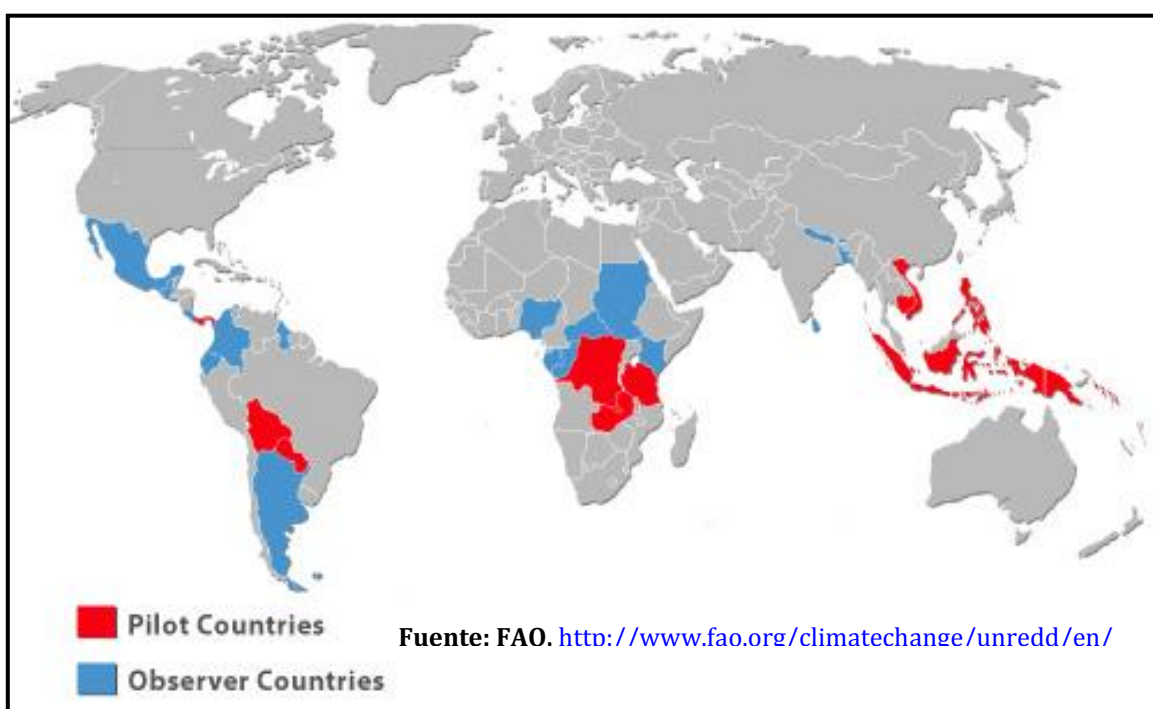 Pilot Countries
Fuente: FAO. http://www.fao.org/climatechange/unredd/en/
Observer Countries